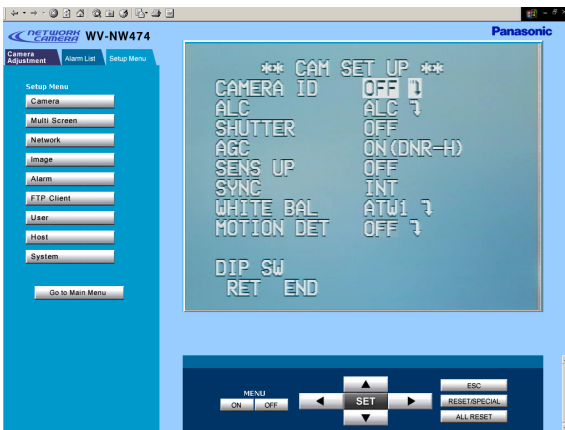 NETWORK CAMERA WV-NW474
Panasonic
Camera Adjustment
Alarm List
Setup Menu
Setup Menu
Camera
Multi Screen
Network
Image
Alarm
FTP Client
User
Host
System
Go to Main Menu
** CAM SET UP **
CAMERA ID OFF ↴
ALC ALC ↴
SHUTTER OFF
AGC ON(DNR-H)
SENS UP OFF
SYNC INT
WHITE BAL ATW1 ↴
MOTION DET OFF ↴
DIP SW
RET END
MENU
ON OFF
SET
ESC
RESET/SPECIAL
ALL RESET